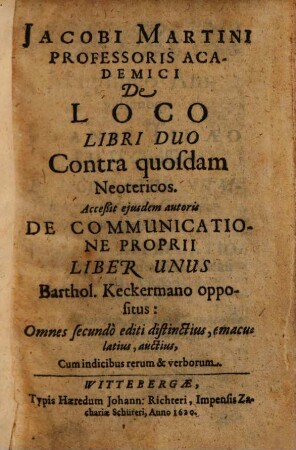 JACOBI MARTINI
PROFESSORIS ACA-
DEMICI
De
LOCO
LIBRI DUO
Contra quosdam
Neotericos.
Accessit ejusdem autoris
DE COMMUNICATIO-
NE PROPRII
LIBER UNUS
Barthol. Keckermano oppo-
situs:
Omnes secundò editi distinctius, emacu-
latius, auctius,
Cum indicibus rerum & verborum.
WITTEBERGÆ,
Typis Hæredum Johann: Richteri, Impensis Za-
chariæ Schüreri, Anno 1620.